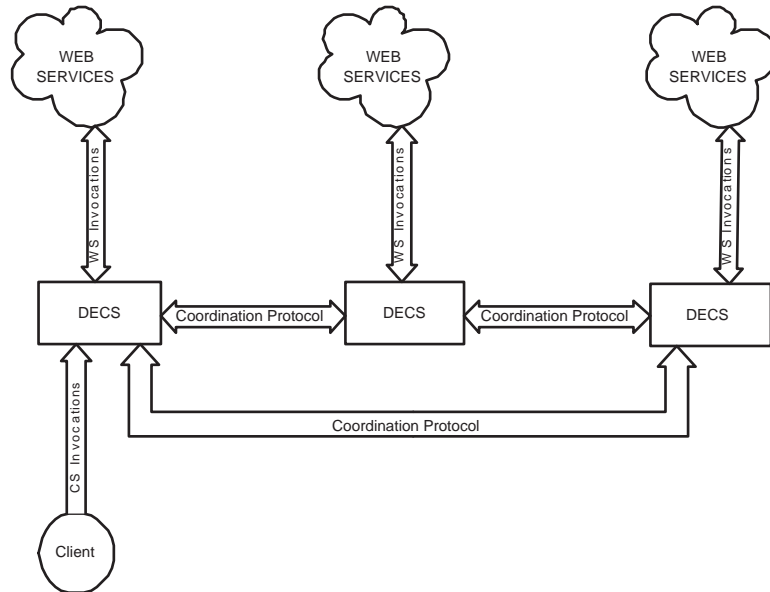 WEB
SERVICES
WEB
SERVICES
WEB
SERVICES
WS Invocations
WS Invocations
WS Invocations
DECS
Coordination Protocol
DECS
Coordination Protocol
DECS
Coordination Protocol
CS Invocations
Client